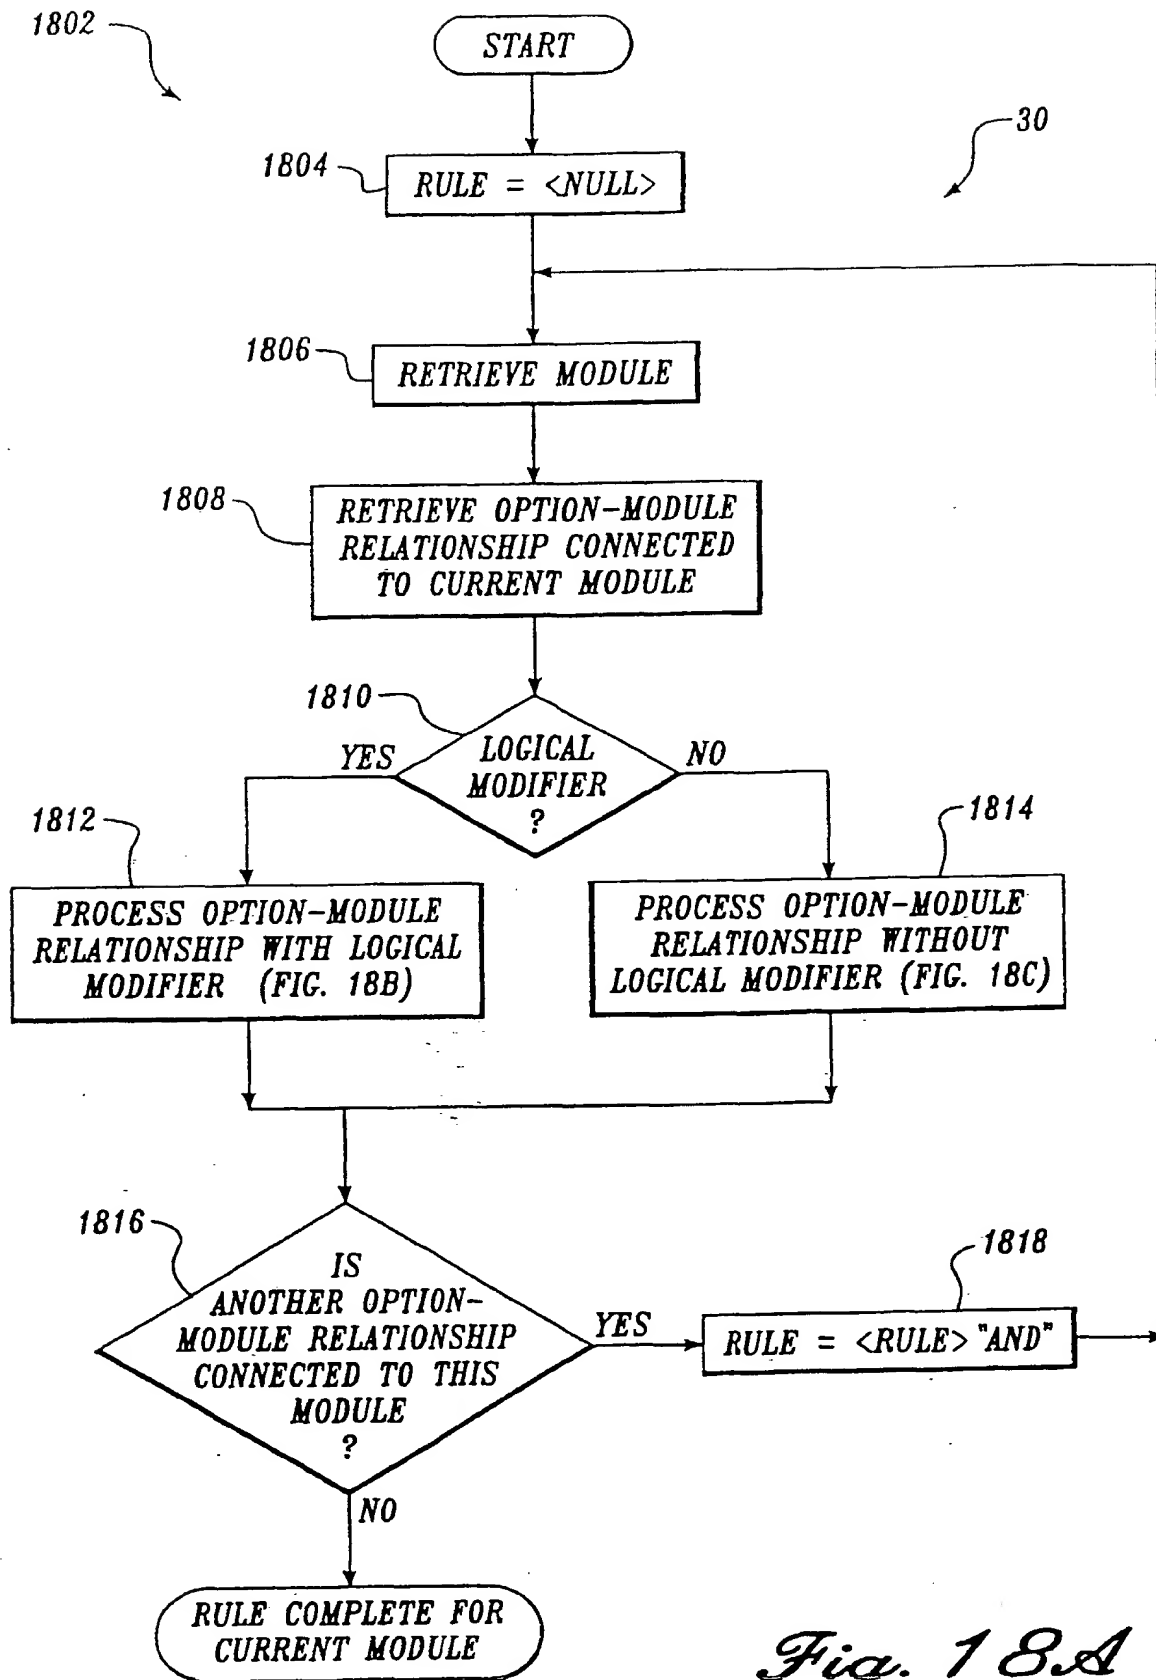 1802
START
30
1804
RULE = <NULL>
1806
RETRIEVE MODULE
1808
RETRIEVE OPTION-MODULE
RELATIONSHIP CONNECTED
TO CURRENT MODULE
1810
YES
LOGICAL
MODIFIER
?
NO
1812
1814
PROCESS OPTION-MODULE
RELATIONSHIP WITH LOGICAL
MODIFIER (FIG. 18B)
PROCESS OPTION-MODULE
RELATIONSHIP WITHOUT
LOGICAL MODIFIER (FIG. 18C)
1816
IS
ANOTHER OPTION-
MODULE RELATIONSHIP
CONNECTED TO THIS
MODULE
?
YES
1818
RULE = <RULE> "AND"
NO
RULE COMPLETE FOR
CURRENT MODULE
Fig. 18A